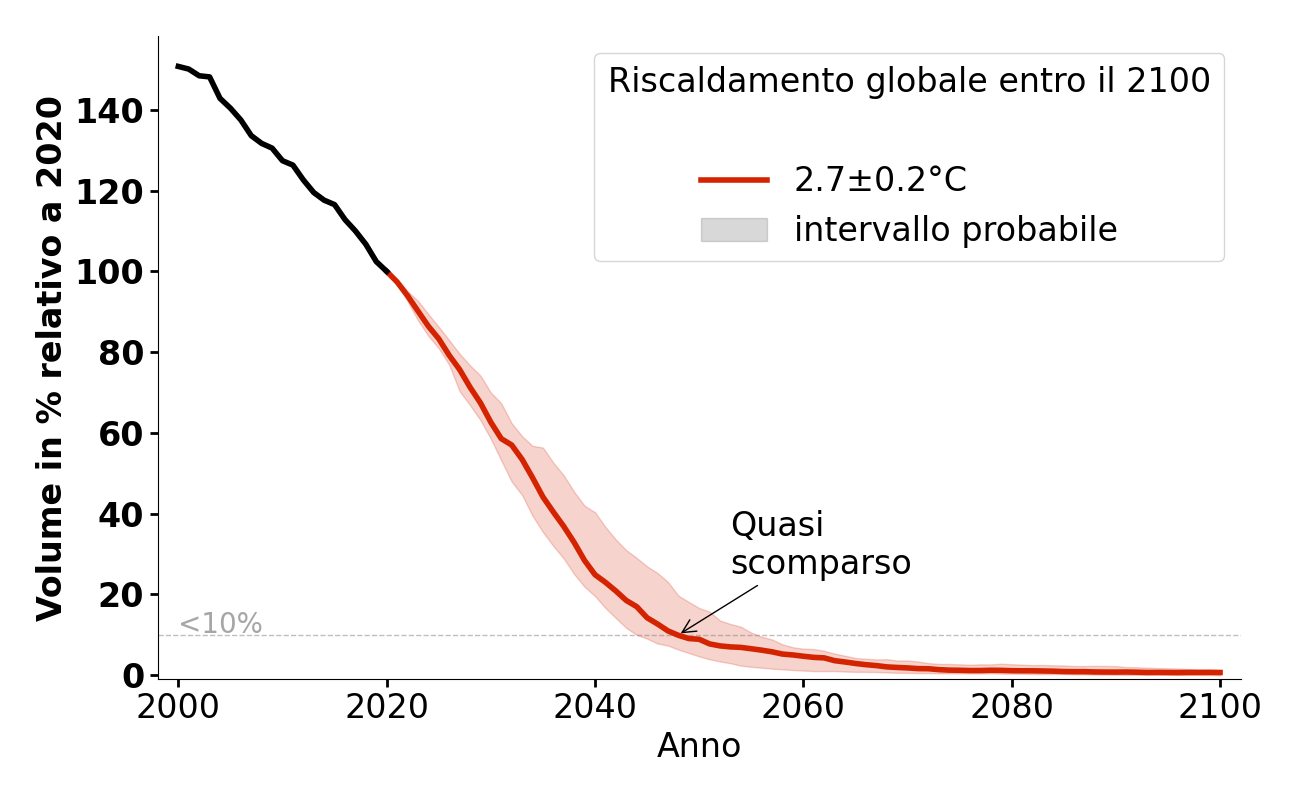 Volume in % relativo a 2020
140
120
100
80
60
40
20
0
Riscaldamento globale entro il 2100
2.7±0.2°C
intervallo probabile
Quasi
scomparso
<10%
2000
2020
2040
2060
2080
2100
Anno